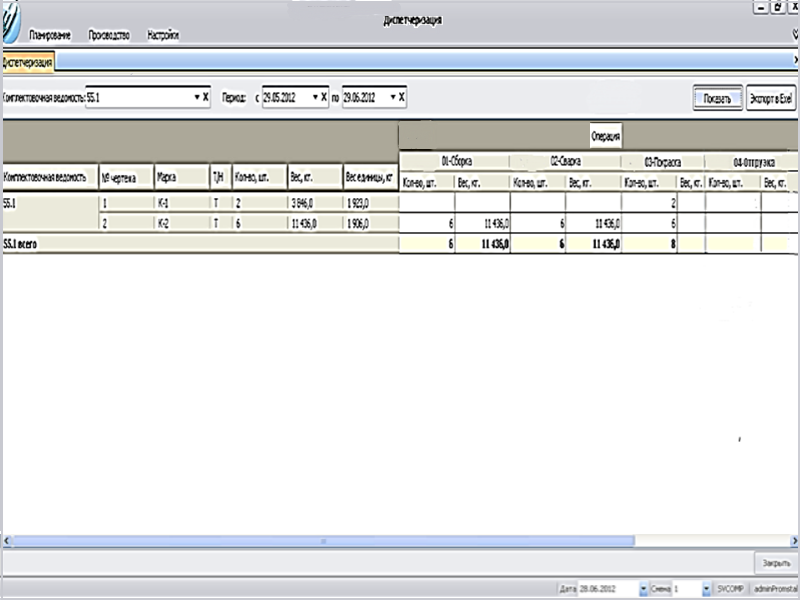 Диспетчеризация
Планирование Производство Настройки
Диспетчеризация
Комплектовочная ведомость: 55.1 Период: с 29.05.2012 по 29.06.2012 Показать Экспорт в Exel
Операция
01-Сборка 02-Сварка 03-Покраска 04-Отгрузка
Комплектовочная ведомость № чертежа Марка Т/Н Кол-во, шт. Вес, кг. Вес единицы, кг Кол-во, шт. Вес, кг. Кол-во, шт. Вес, кг. Кол-во, шт. Вес, кг. Кол-во, шт. Вес, кг.
55.1 1 К-1 Т 2 3 846,0 1 923,0 2
2 К-2 Т 6 11 436,0 1 906,0 6 11 436,0 6 11 436,0 6
55.1 всего 6 11 436,0 6 11 436,0 8
Закрыть
Дата 28.06.2012 Смена 1 SVCOMP adminPromstal